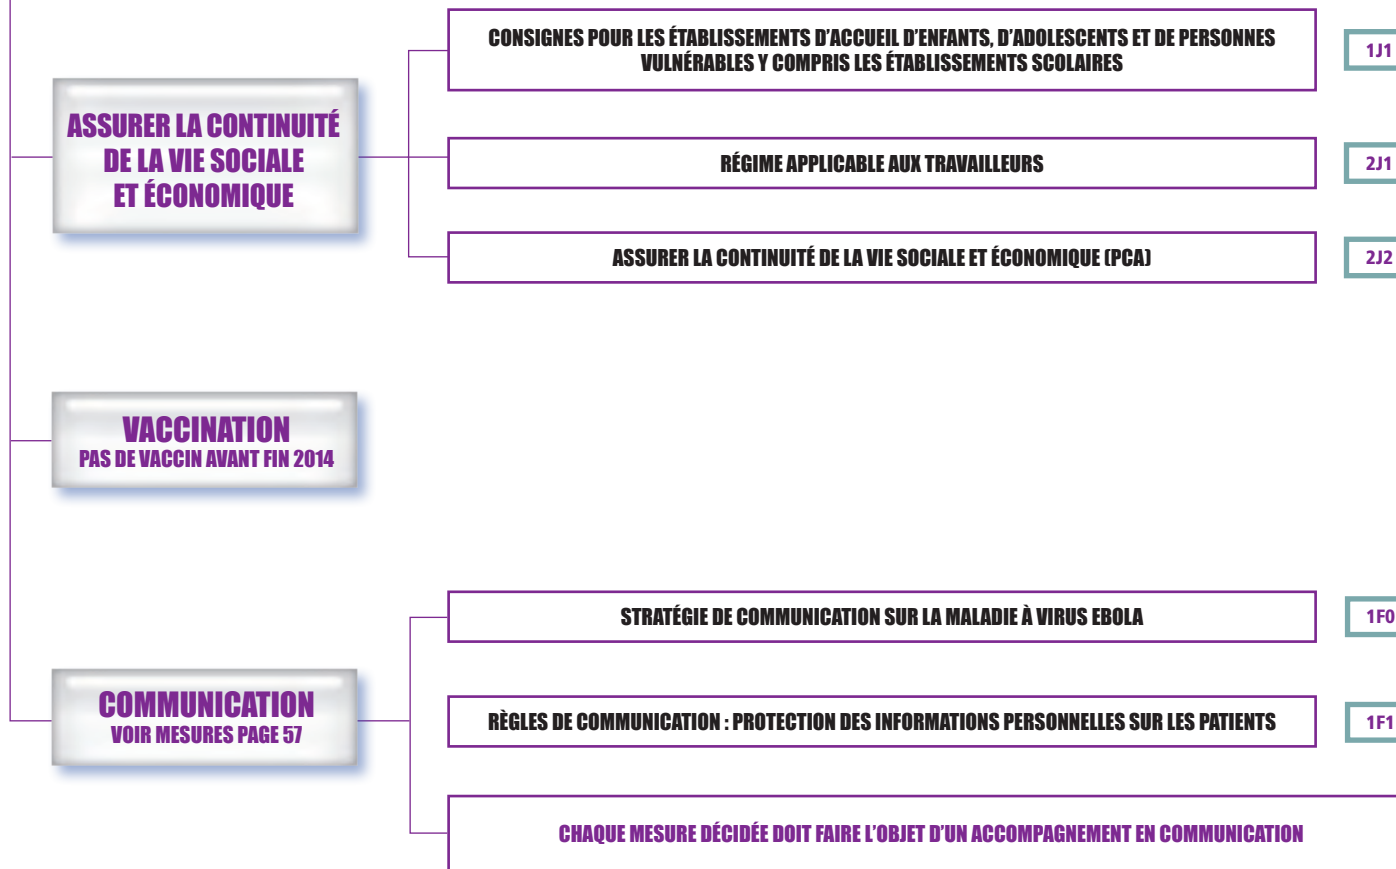 CONSIGNES POUR LES ÉTABLISSEMENTS D'ACCUEIL D'ENFANTS, D'ADOLESCENTS ET DE PERSONNES
VULNÉRABLES Y COMPRIS LES ÉTABLISSEMENTS SCOLAIRES
1J1
ASSURER LA CONTINUITÉ
DE LA VIE SOCIALE
ET ÉCONOMIQUE
RÉGIME APPLICABLE AUX TRAVAILLEURS
2J1
ASSURER LA CONTINUITÉ DE LA VIE SOCIALE ET ÉCONOMIQUE (PCA)
2J2
VACCINATION
PAS DE VACCIN AVANT FIN 2014
STRATÉGIE DE COMMUNICATION SUR LA MALADIE À VIRUS EBOLA
1F0
COMMUNICATION
VOIR MESURES PAGE 57
RÈGLES DE COMMUNICATION : PROTECTION DES INFORMATIONS PERSONNELLES SUR LES PATIENTS
1F1
CHAQUE MESURE DÉCIDÉE DOIT FAIRE L'OBJET D'UN ACCOMPAGNEMENT EN COMMUNICATION